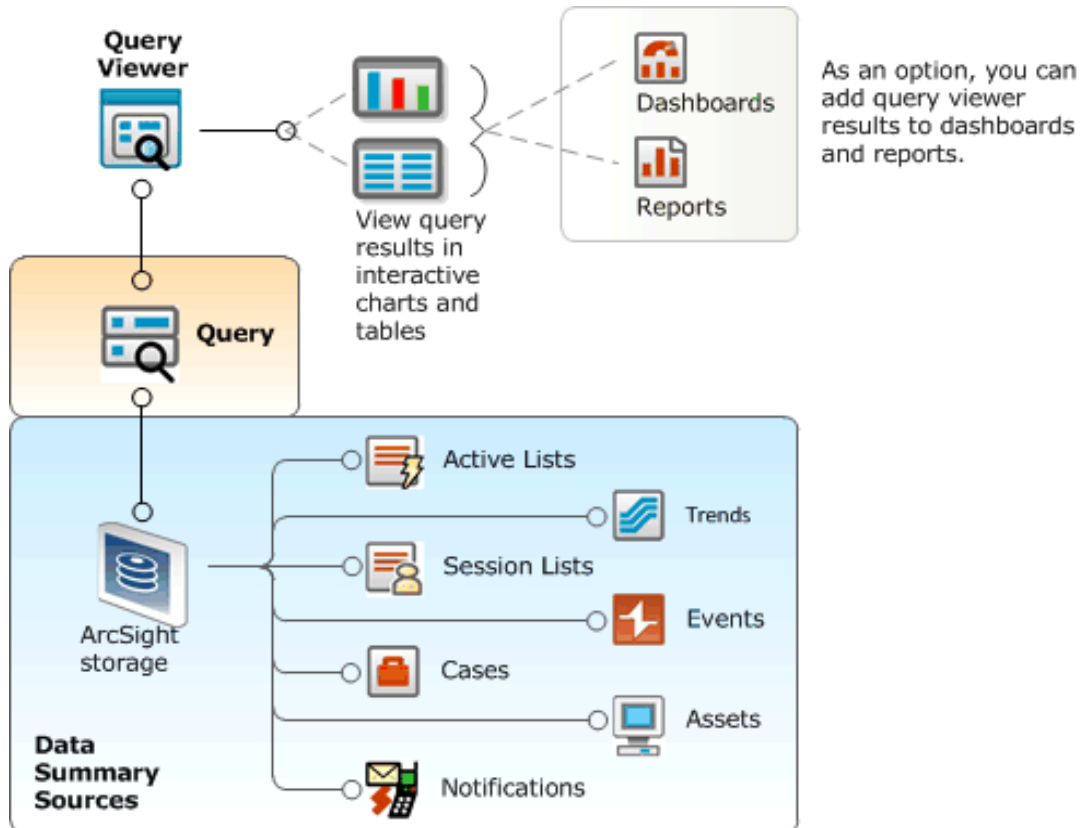 Query
Viewer
View query
results in
interactive
charts and
tables
Dashboards
Reports
As an option, you can
add query viewer
results to dashboards
and reports.
Query
ArcSight
storage
Active Lists
Trends
Session Lists
Events
Cases
Assets
Notifications
Data
Summary
Sources